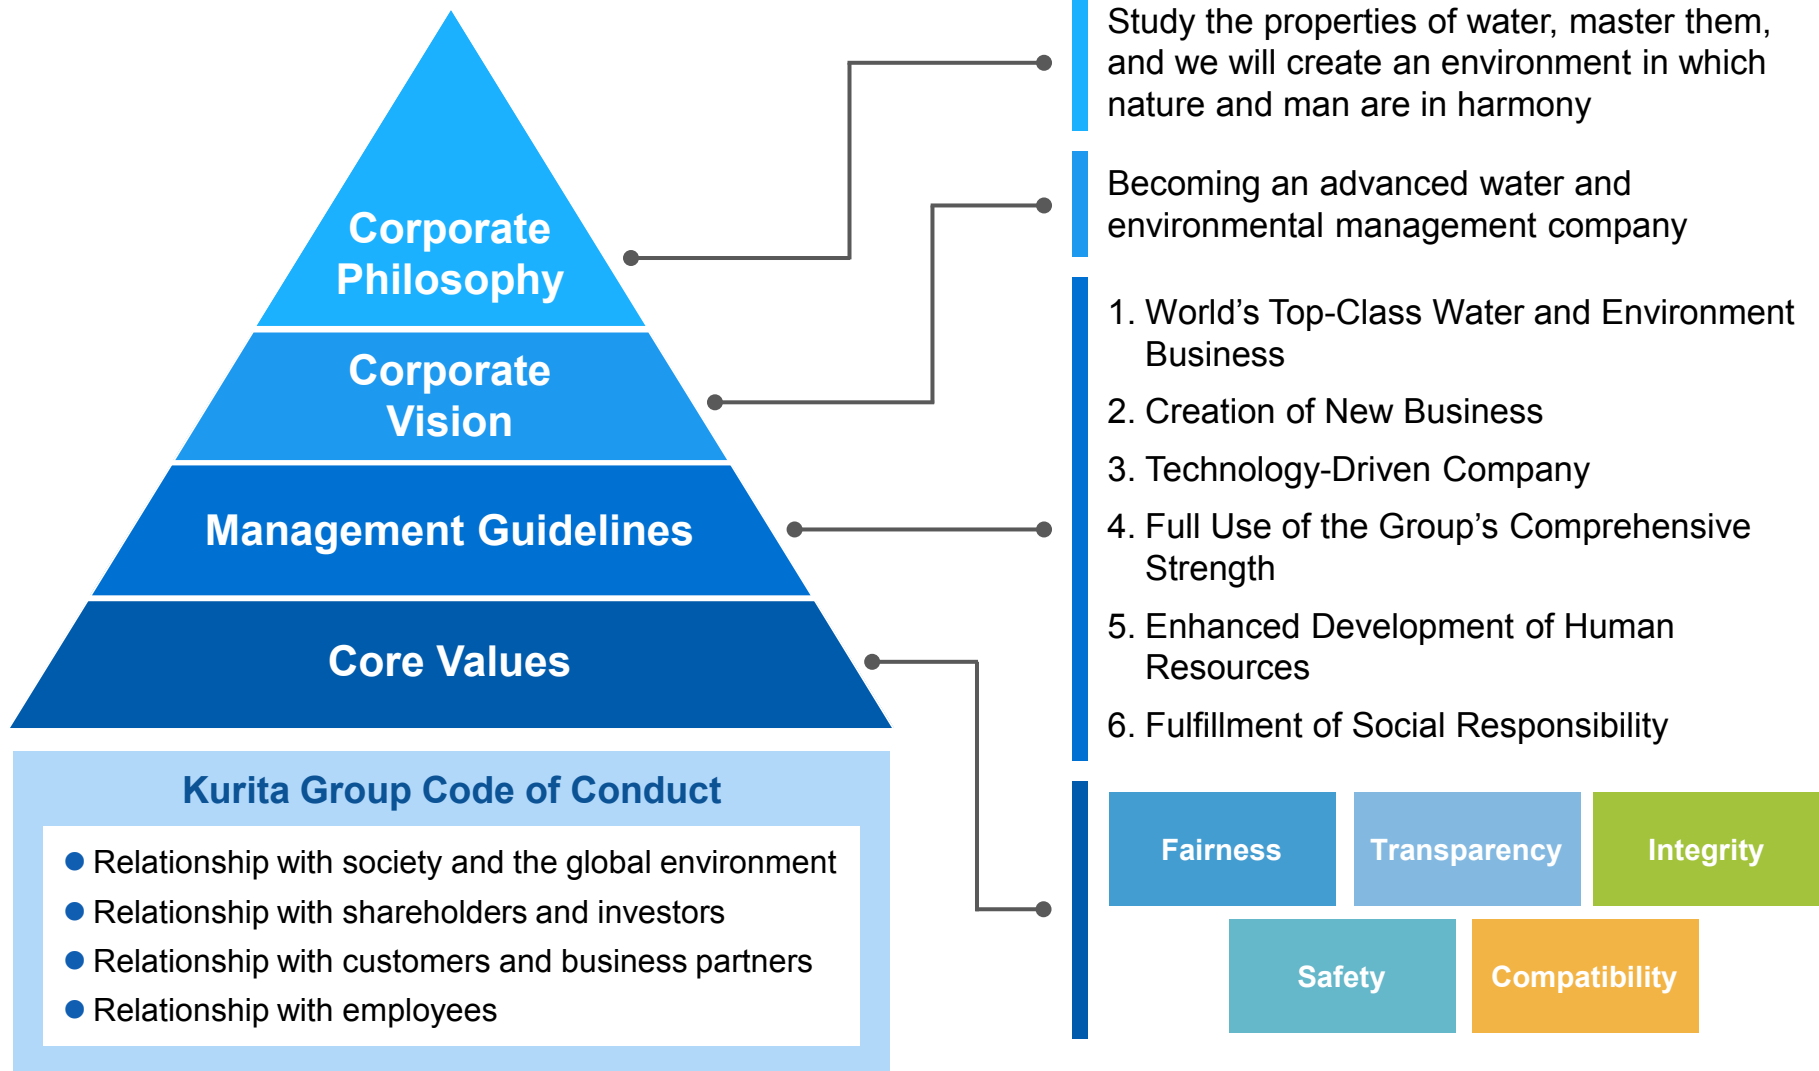 Corporate
Philosophy
Corporate
Vision
Management Guidelines
Core Values
Kurita Group Code of Conduct
Relationship with society and the global environment
Relationship with shareholders and investors
Relationship with customers and business partners
Relationship with employees
Study the properties of water, master them,
and we will create an environment in which
nature and man are in harmony
Becoming an advanced water and
environmental management company
1. World’s Top-Class Water and Environment
Business
2. Creation of New Business
3. Technology-Driven Company
4. Full Use of the Group’s Comprehensive
Strength
5. Enhanced Development of Human
Resources
6. Fulfillment of Social Responsibility
Fairness
Transparency
Integrity
Safety
Compatibility